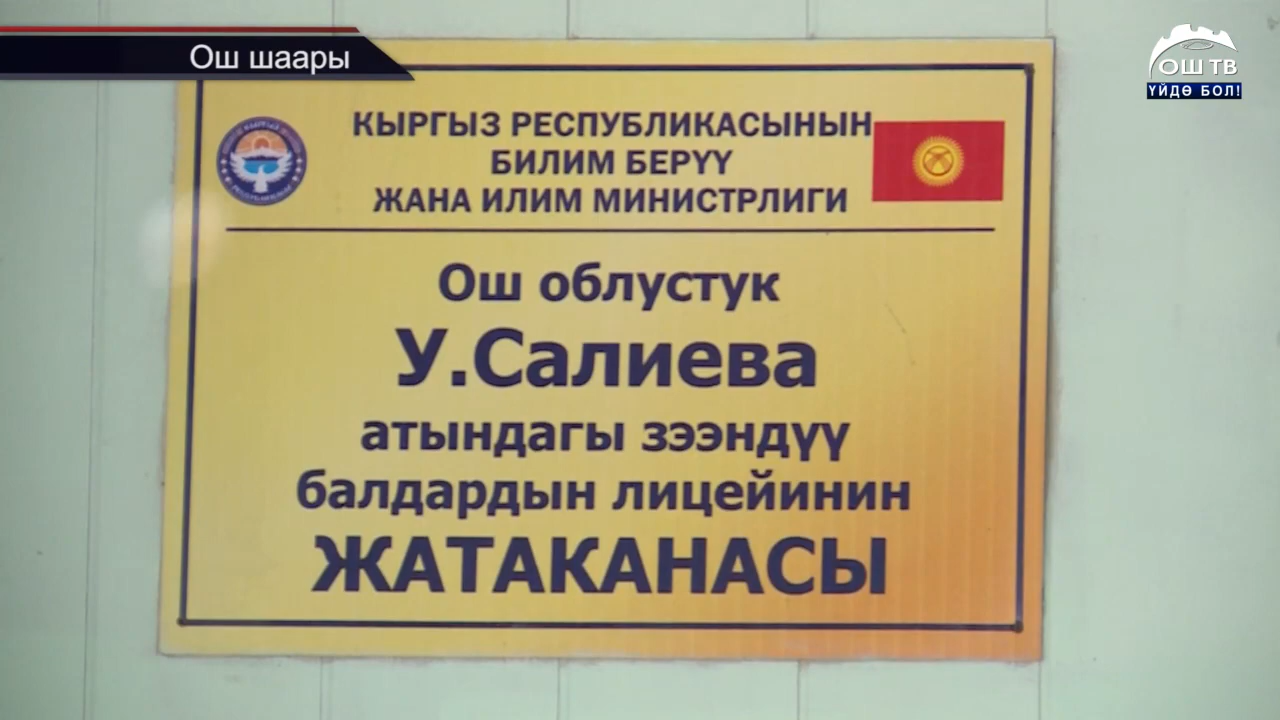 Ош шаары
ОШ ТВ
ҮЙДӨ БОЛ!
КЫРГЫЗ РЕСПУБЛИКАСЫНЫН
БИЛИМ БЕРҮҮ
ЖАНА ИЛИМ МИНИСТРЛИГИ
Ош облустук
У.Салиева
атындагы зээндүү
балдардын лицейинин
ЖАТАКАНАСЫ